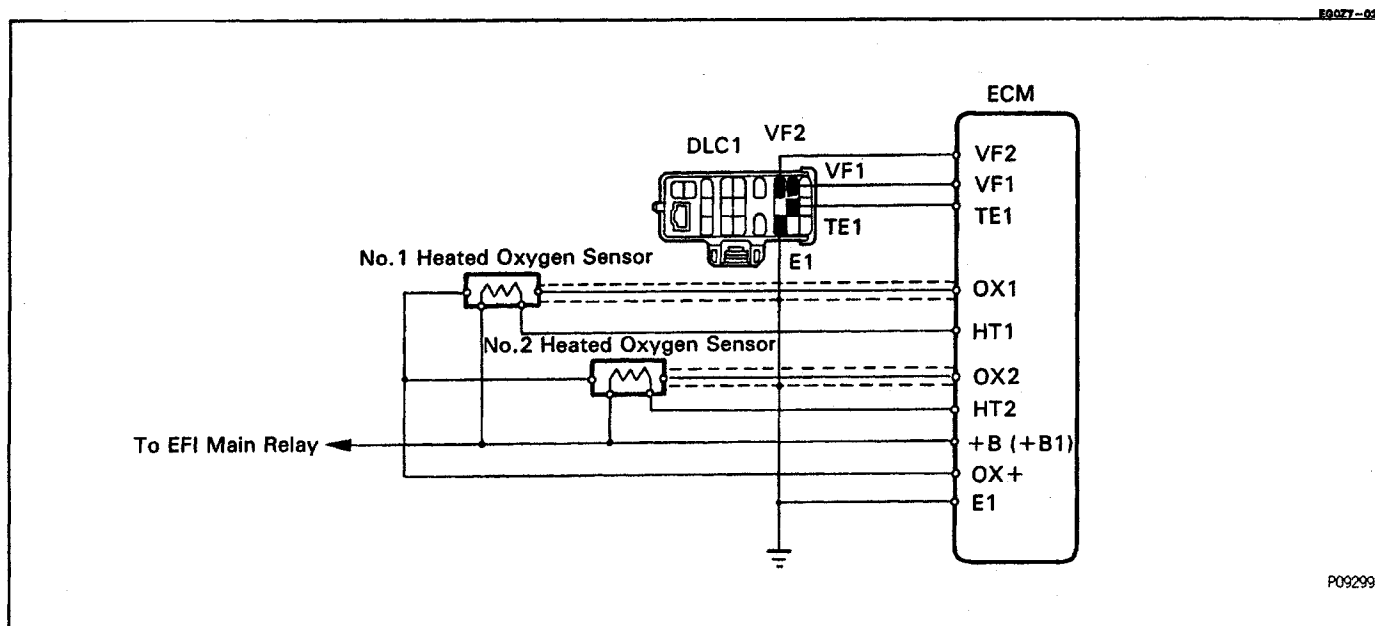 EG0Z7-02
ECM
VF2
DLC1
VF2
VF1
VF1
TE1
TE1
E1
No.1 Heated Oxygen Sensor
OX1
HT1
No.2 Heated Oxygen Sensor
OX2
HT2
To EFI Main Relay
+B (+B1)
OX+
E1
P09299